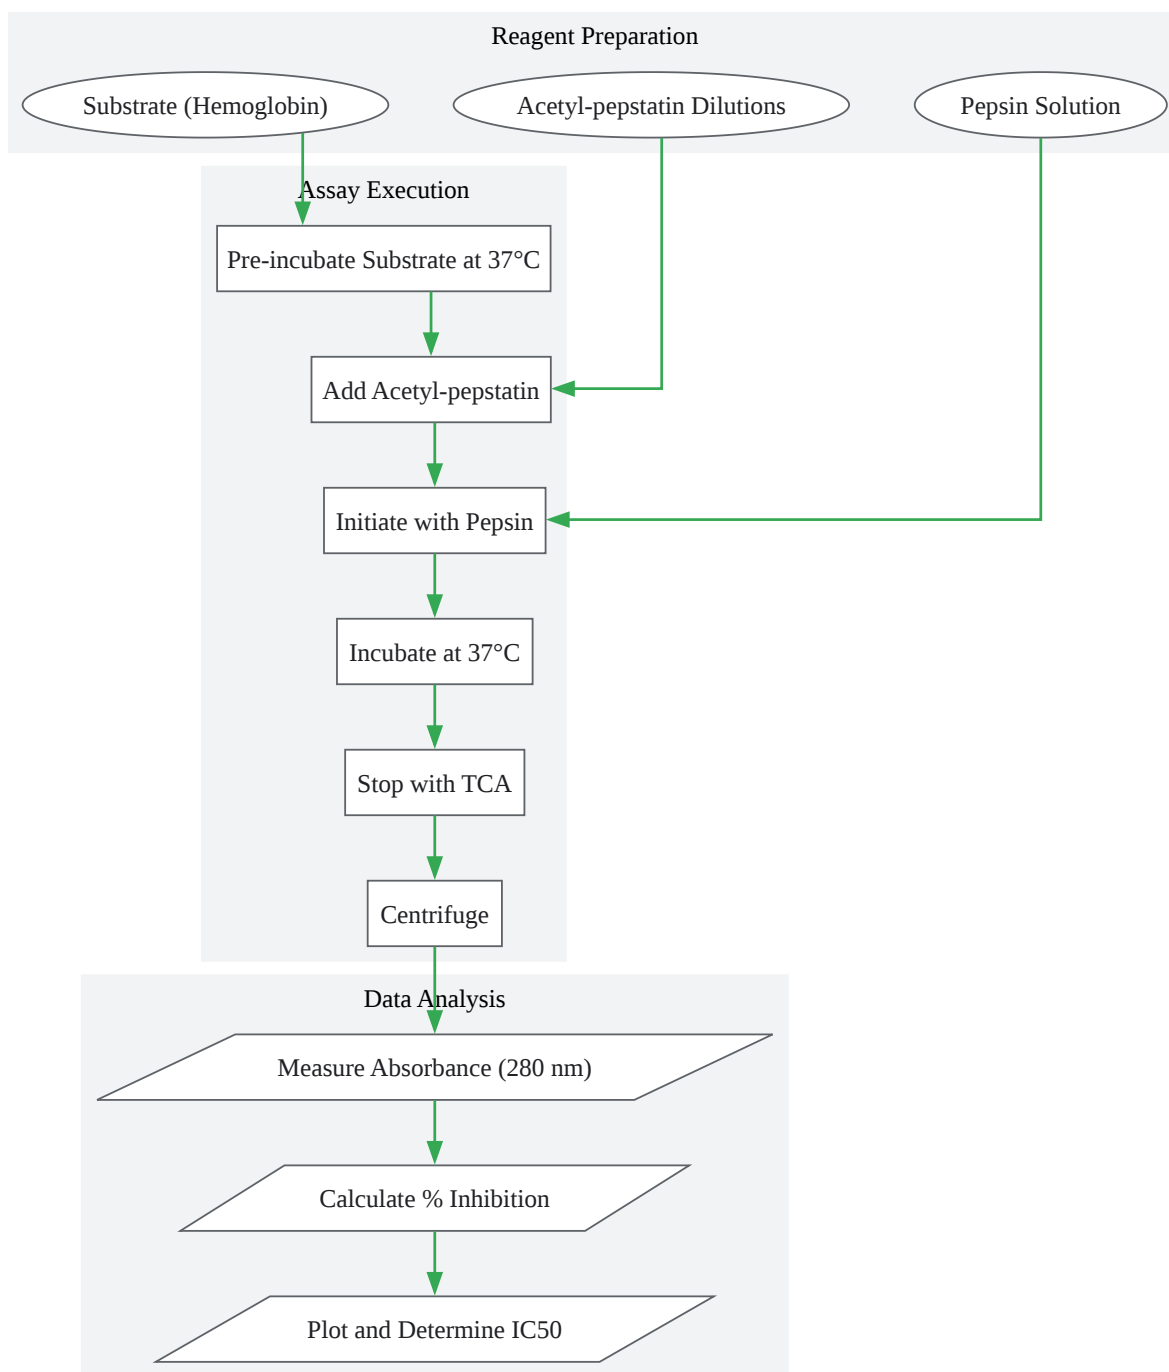 Reagent Preparation
Substrate (Hemoglobin)
Acetyl-pepstatin Dilutions
Pepsin Solution
Assay Execution
Pre-incubate Substrate at 37°C
Add Acetyl-pepstatin
Initiate with Pepsin
Incubate at 37°C
Stop with TCA
Centrifuge
Data Analysis
Measure Absorbance (280 nm)
Calculate % Inhibition
Plot and Determine IC50